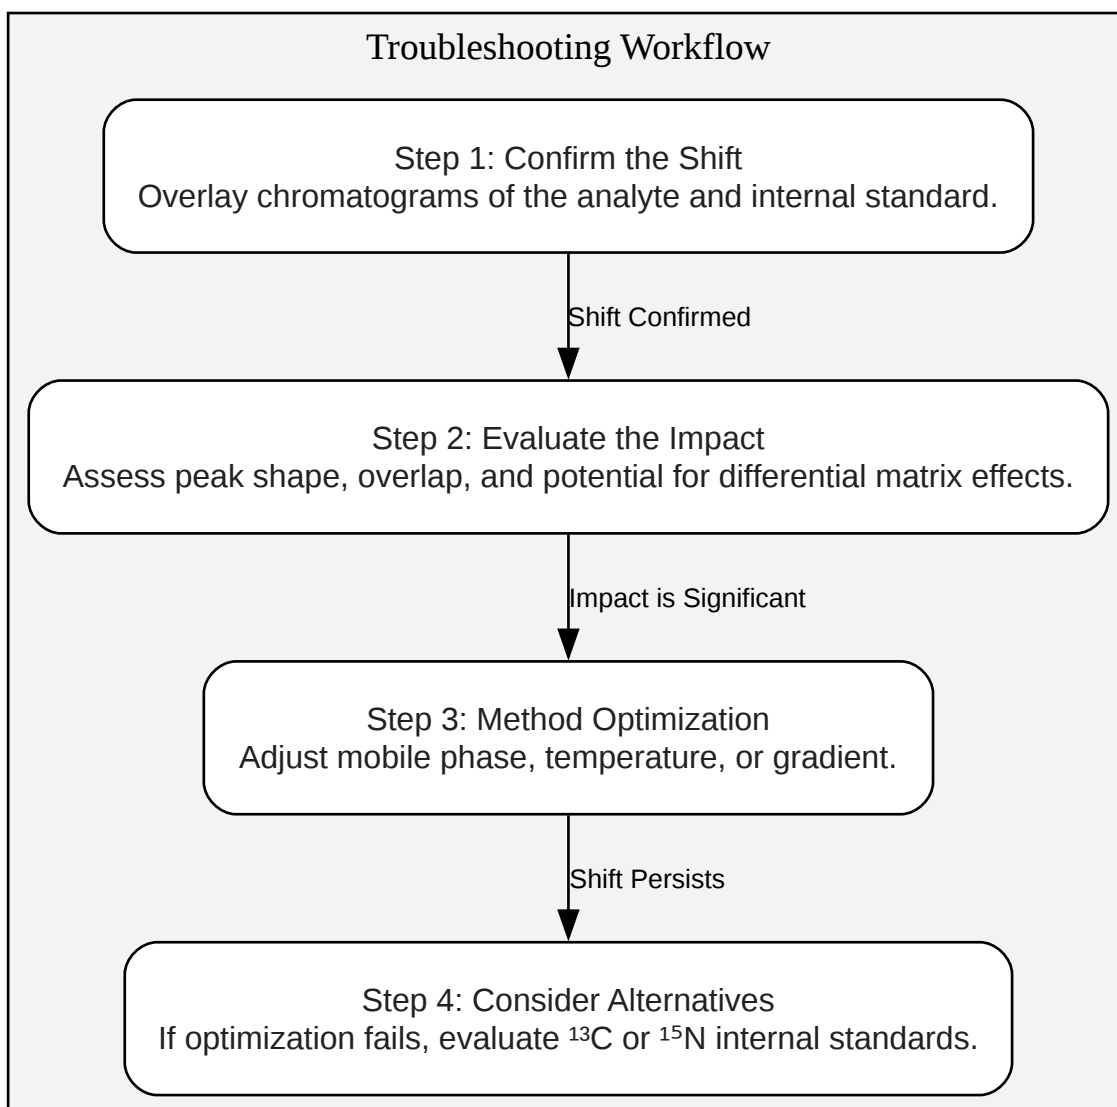 Troubleshooting Workflow
Step 1: Confirm the Shift
Overlay chromatograms of the analyte and internal standard.
Shift Confirmed
Step 2: Evaluate the Impact
Assess peak shape, overlap, and potential for differential matrix effects.
Impact is Significant
Step 3: Method Optimization
Adjust mobile phase, temperature, or gradient.
Shift Persists
Step 4: Consider Alternatives
If optimization fails, evaluate ¹³C or ¹⁵N internal standards.